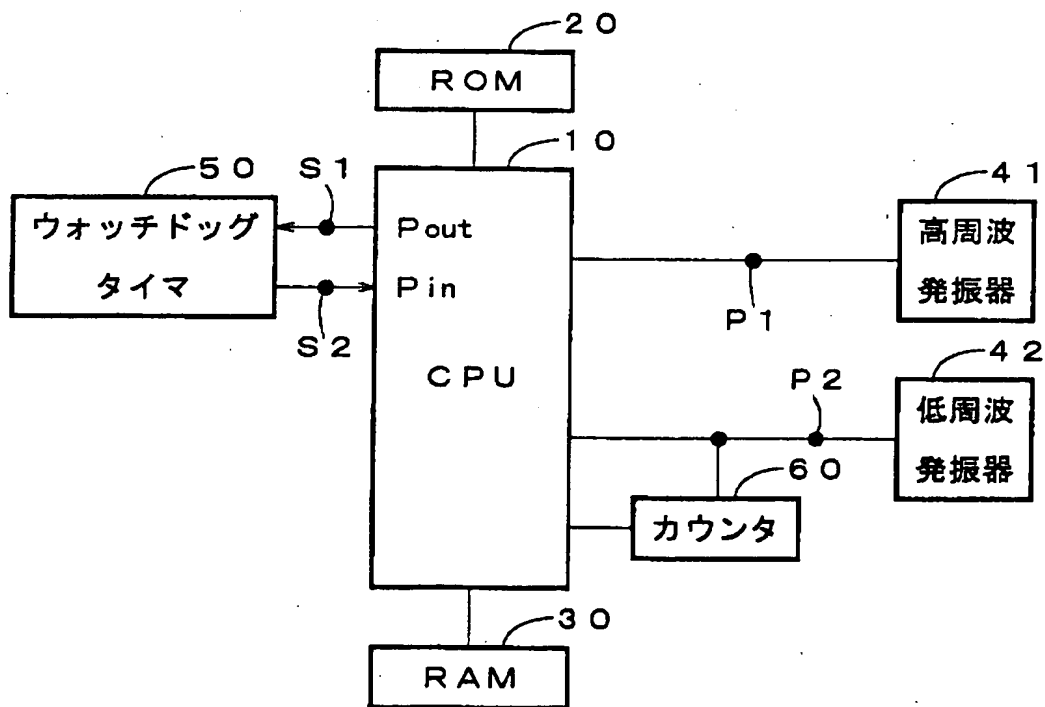 20
ROM
10
50
S1
41
ウォッチドッグ
タイマ
Pout
Pin
高周波
発振器
P1
S2
CPU
42
P2
低周波
発振器
60
カウンタ
30
RAM